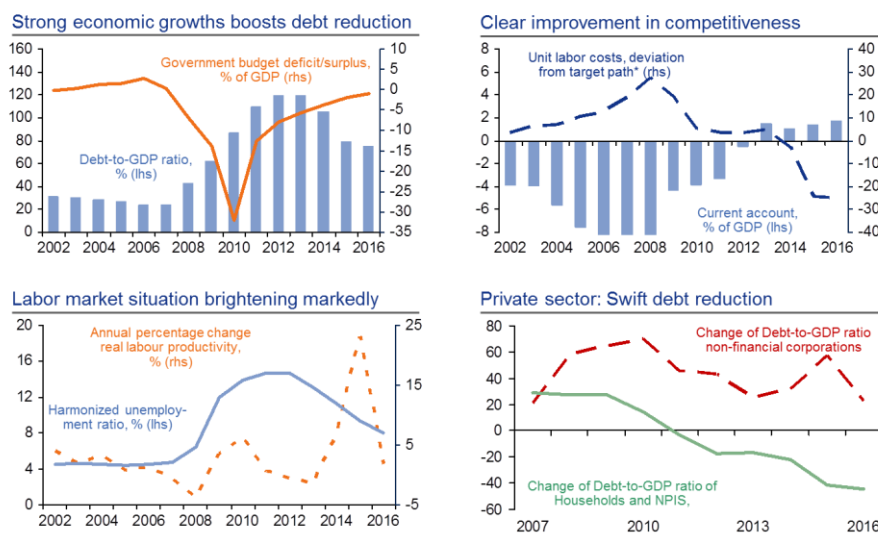 Strong economic growths boosts debt reduction
160
140
120
100
80
60
40
20
0
10
5
0
-5
-10
-15
-20
-25
-30
-35
Government budget deficit/surplus,
% of GDP (rhs)
Debt-to-GDP ratio,
% (lhs)
2002 2004 2006 2008 2010 2012 2014 2016
Clear improvement in competitiveness
8
6
4
2
0
-2
-4
-6
-8
40
30
20
10
0
-10
-20
-30
-40
Unit labor costs, deviation
from target path* (rhs)
Current account,
% of GDP (lhs)
2002 2004 2006 2008 2010 2012 2014 2016
Labor market situation brightening markedly
20
16
12
8
4
0
25
15
5
-5
Annual percentage change
real labour productivity,
% (rhs)
Harmonized unemploy-
ment ratio, % (lhs)
2002 2004 2006 2008 2010 2012 2014 2016
Private sector: Swift debt reduction
80
60
40
20
0
-20
-40
-60
Change of Debt-to-GDP ratio
non-financial corporations
Change of Debt-to-GDP ratio of
Households and NPIS,
2007 2010 2013 2016